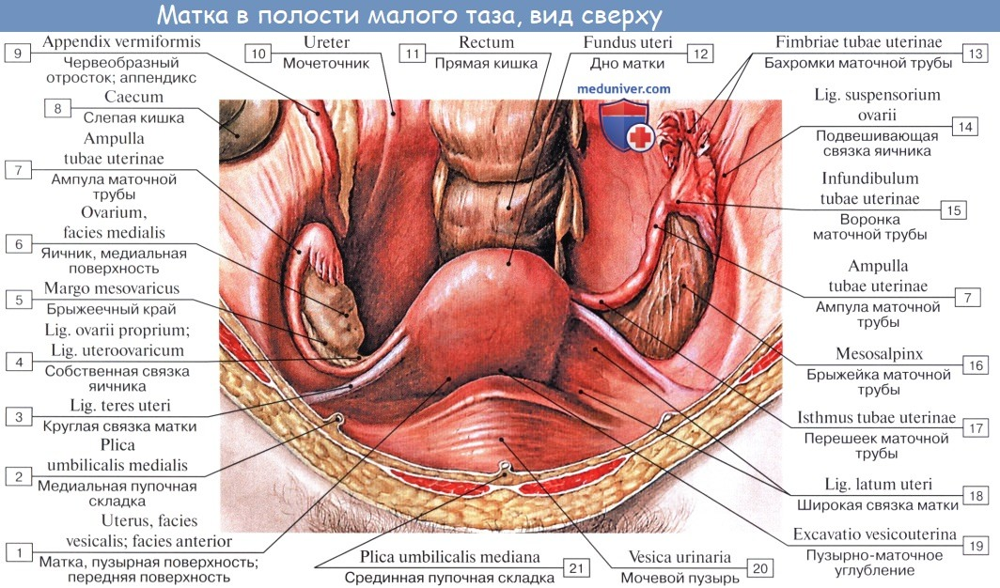 Матка в полости малого таза, вид сверху
9
Appendix vermiformis
Червеобразный
отросток; аппендикс
8
Caecum
Слепая кишка
7
Ampulla
tubae uterinae
Ампула маточной
трубы
6
Ovarium,
facies medialis
Яичник, медиальная
поверхность
5
Margo mesovaricus
Брыжеечный край
4
Lig. ovarii proprium;
Lig. uteroovaricum
Собственная связка
яичника
3
Lig. teres uteri
Круглая связка матки
2
Plica
umbilicalis medialis
Медиальная пупочная
складка
1
Uterus, facies
vesicalis; facies anterior
Матка, пузырная поверхность;
передняя поверхность
10
Ureter
Мочеточник
11
Rectum
Прямая кишка
Fundus uteri
12
Дно матки
meduniver.com
Fimbriae tubae uterinae
13
Бахромки маточной трубы
Lig. suspensorium
ovarii
14
Подвешивающая
связка яичника
Infundibulum
tubae uterinae
15
Воронка
маточной трубы
Ampulla
tubae uterinae
7
Ампула маточной
трубы
Mesosalpinx
16
Брыжейка маточной
трубы
Isthmus tubae uterinae
17
Перешеек маточной
трубы
Lig. latum uteri
18
Широкая связка матки
Excavatio vesicouterina
19
Пузырно-маточное
углубление
Plica umbilicalis mediana
21
Срединная пупочная складка
Vesica urinaria
20
Мочевой пузырь